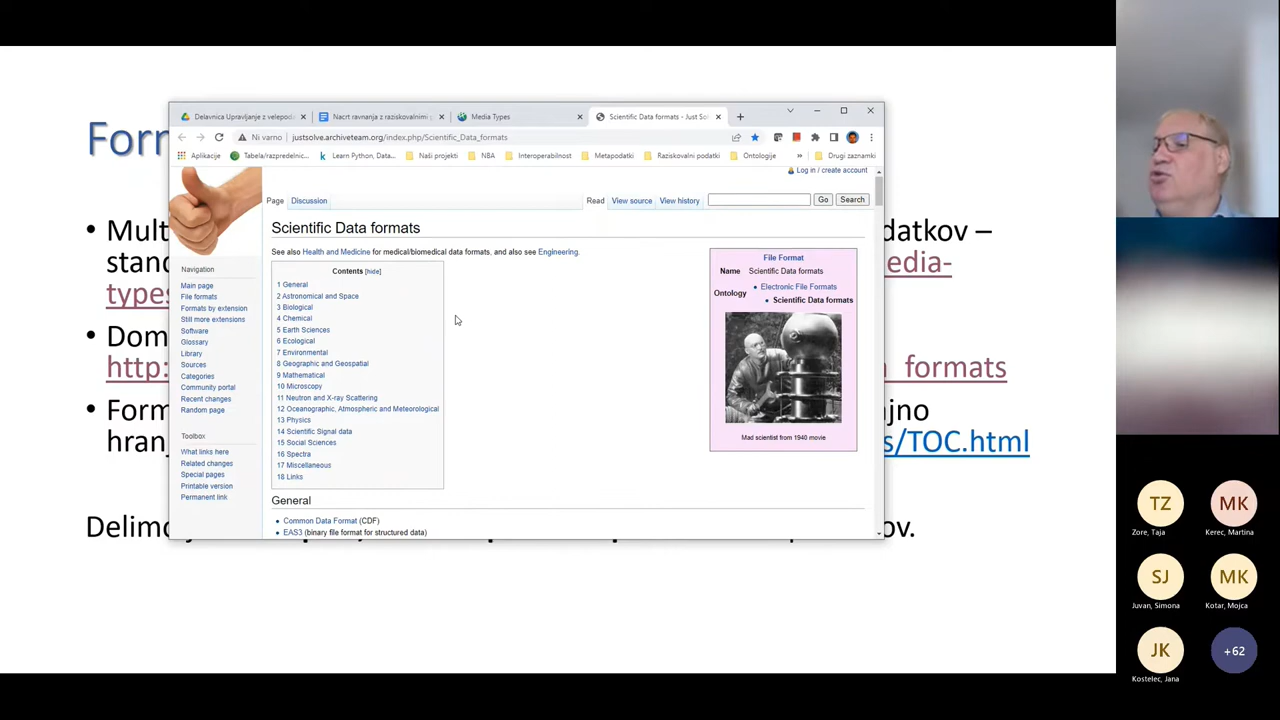 Delavnica Upravljanje z velepoda
Načrt ravnanja z raziskovalnimi g
Media Types
Scientific Data formats - Just Sol
Ni varno
justsolve.archiveteam.org/index.php/Scientific_Data_formats
Aplikacije
Tabela/razpredelnic...
Learn Python, Data...
Naši projekti
NBA
Interoperabilnost
Metapodatki
Raziskovalni podatki
Ontologije
»
Drugi zaznamki
Log in / create account
Page
Discussion
Read
View source
View history
Go
Search
Scientific Data formats
See also Health and Medicine for medical/biomedical data formats, and also see Engineering.
Contents [hide]
1 General
2 Astronomical and Space
3 Biological
4 Chemical
5 Earth Sciences
6 Ecological
7 Environmental
8 Geographic and Geospatial
9 Mathematical
10 Microscopy
11 Neutron and X-ray Scattering
12 Oceanographic, Atmospheric and Meteorological
13 Physics
14 Scientific Signal data
15 Social Sciences
16 Spectra
17 Miscellaneous
18 Links
General
• Common Data Format (CDF)
• EAS3 (binary file format for structured data)
File Format
Name Scientific Data formats
Ontology
• Electronic File Formats
• Scientific Data formats
Mad scientist from 1940 movie
Navigation
Main page
File formats
Formats by extension
Still more extensions
Software
Glossary
Library
Sources
Categories
Community portal
Recent changes
Random page
Toolbox
What links here
Related changes
Special pages
Printable version
Permanent link
For
• Mult
datkov –
stand
edia-
types
• Dom
http:
formats
• Form
ajno
hranj
s/TOC.html
Delimo
ov.
TZ
Zore, Taja
MK
Kerec, Martina
SJ
Juvan, Simona
MK
Kotar, Mojca
JK
Kostelec, Jana
+62